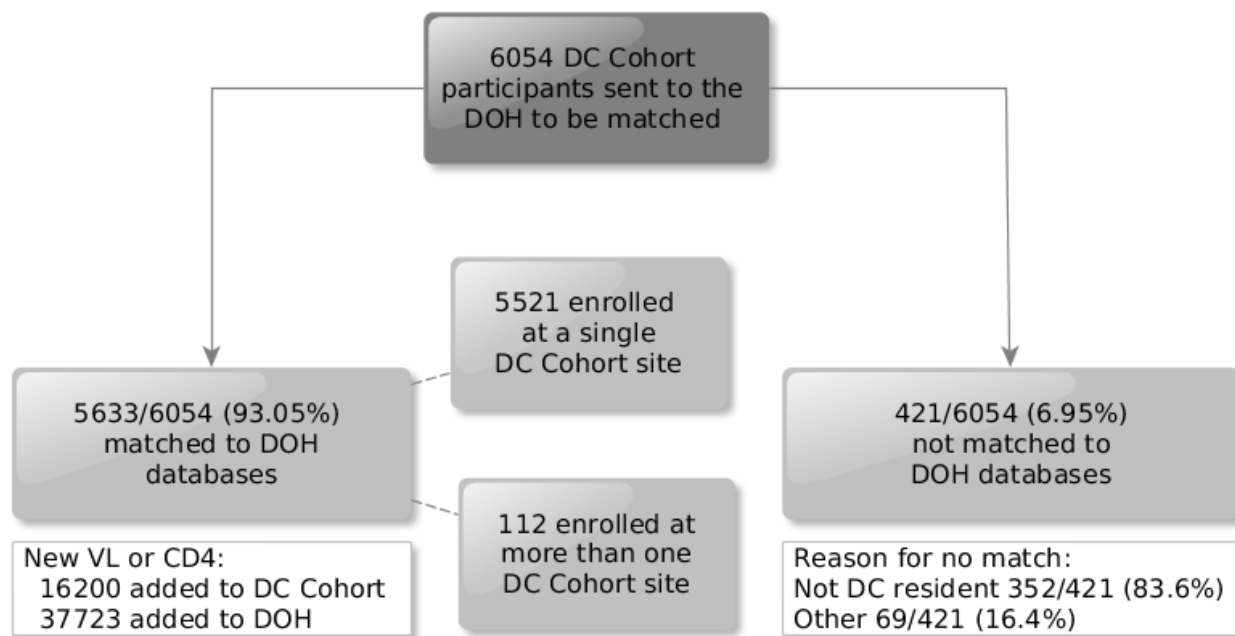 6054 DC Cohort
participants sent to the
DOH to be matched
5521 enrolled
at a single
DC Cohort site
5633/6054 (93.05%)
matched to DOH
databases
421/6054 (6.95%)
not matched to
DOH databases
112 enrolled at
more than one
DC Cohort site
New VL or CD4:
16200 added to DC Cohort
37723 added to DOH
Reason for no match:
Not DC resident 352/421 (83.6%)
Other 69/421 (16.4%)